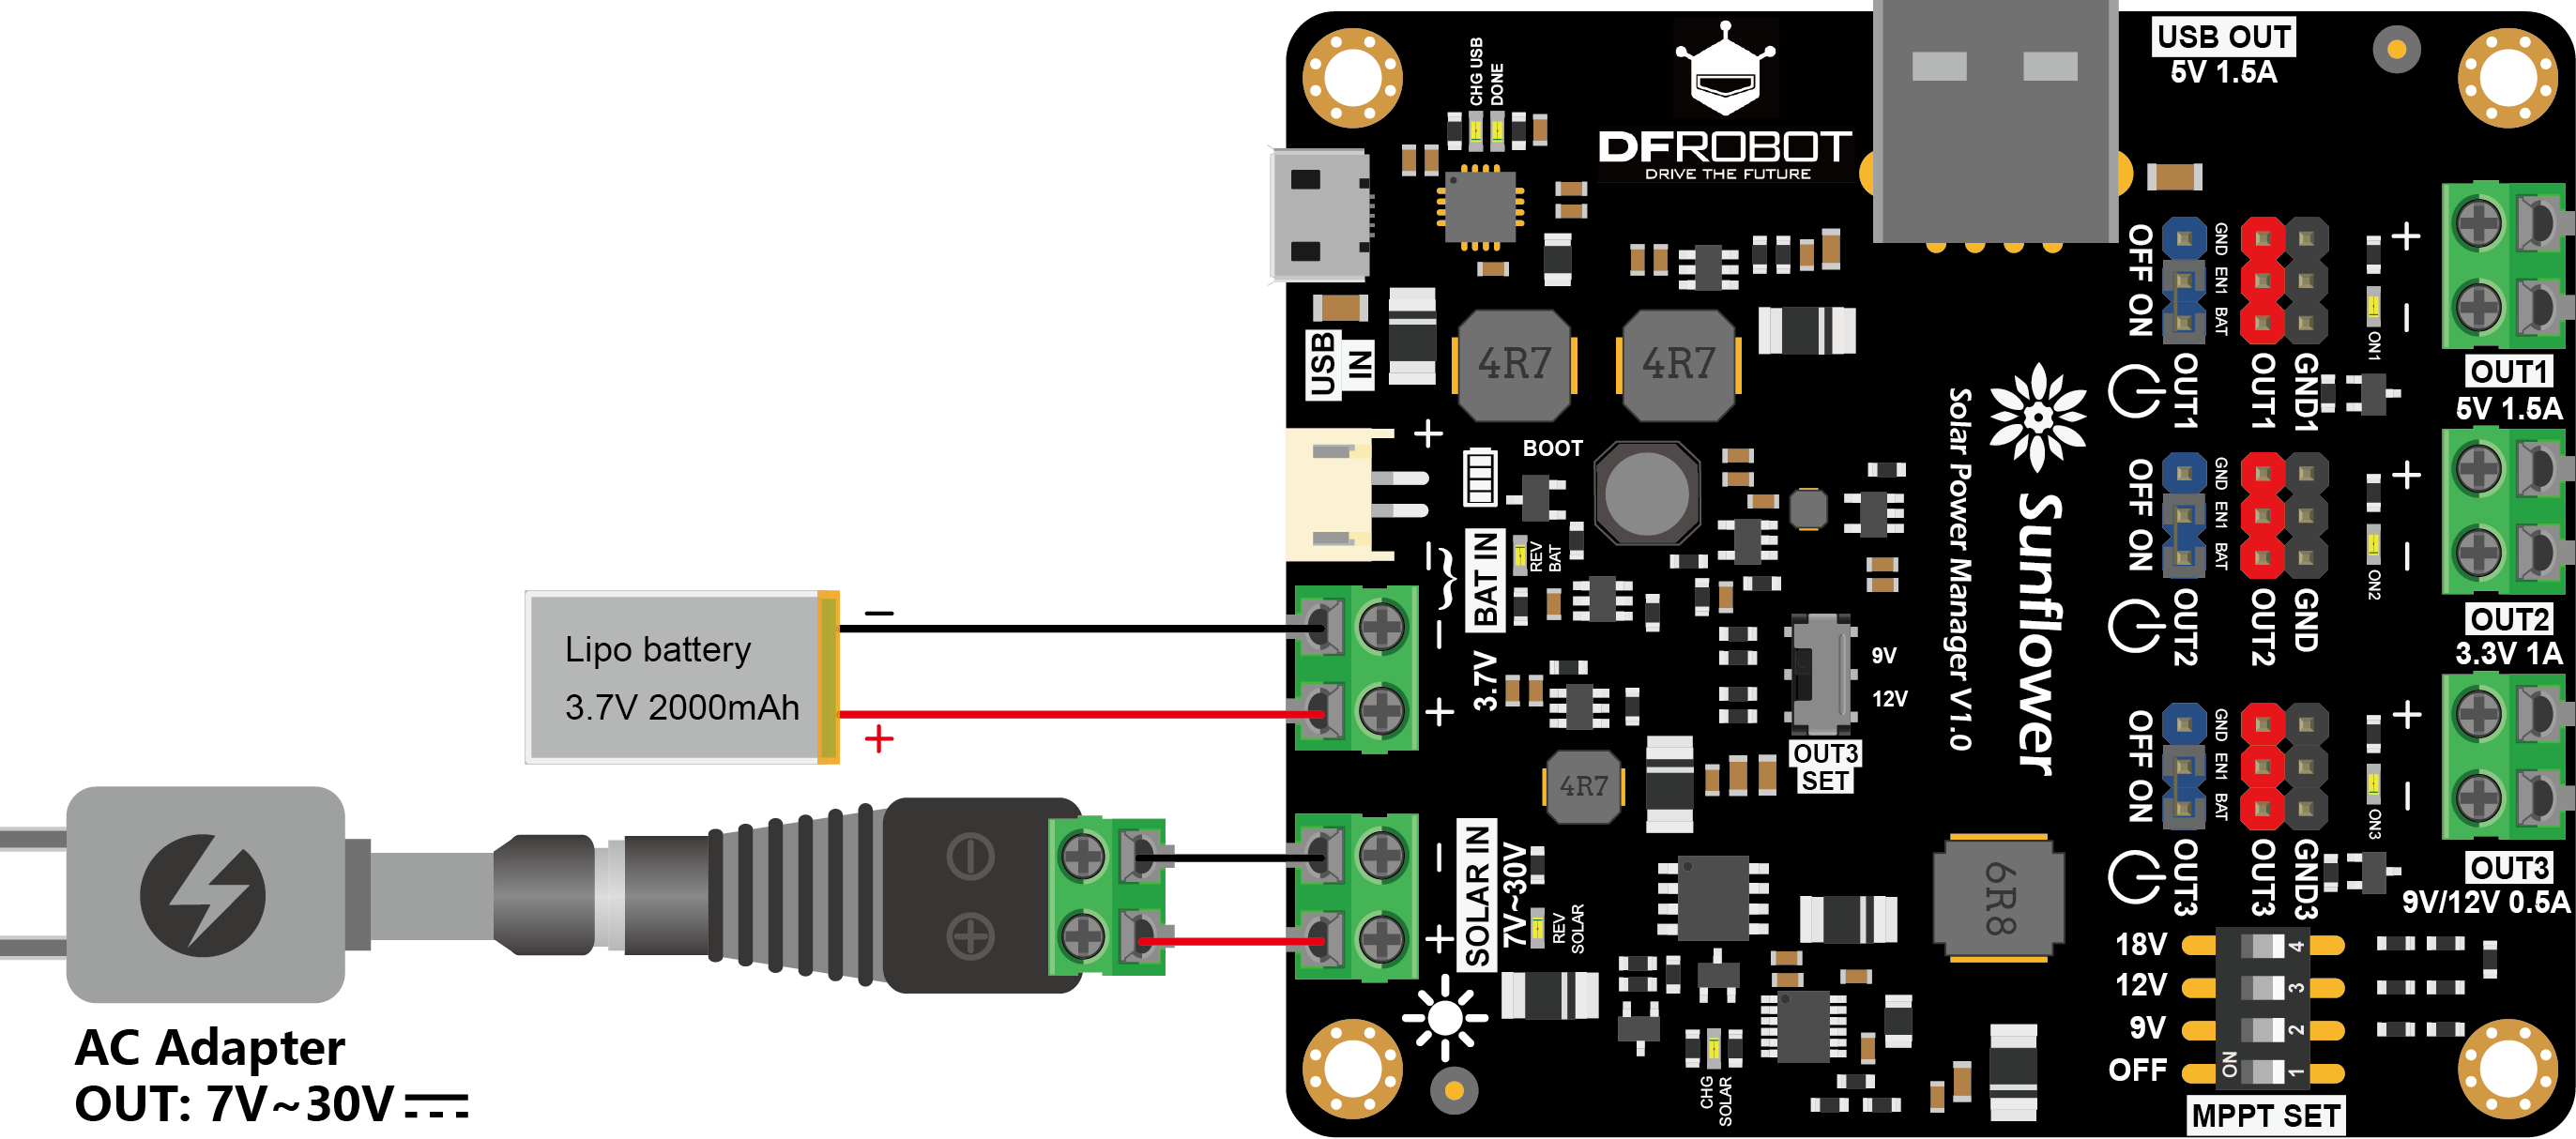 Lipo battery
3.7V 2000mAh
−
+
AC Adapter
OUT: 7V~30V
CHG USB
DONE
DFROBOT
DRIVE THE FUTURE
USB OUT
5V 1.5A
USB
IN
4R7
4R7
BOOT
+
−
BAT IN
REV
BAT
3.7V
−
+
4R7
SOLAR IN
7V~30V
−
+
REV
SOLAR
CHG
SOLAR
9V
12V
OUT3
SET
6R8
Sunflower
Solar Power Manager V1.0
OFF ON
GND
EN1
BAT
OUT1
OUT1
GND1
ON1
+
−
OUT1
5V 1.5A
OFF ON
GND
EN1
BAT
OUT2
OUT2
GND
ON2
+
−
OUT2
3.3V 1A
OFF ON
GND
EN1
BAT
OUT3
OUT3
GND3
ON3
+
−
OUT3
9V/12V 0.5A
18V
4
12V
3
9V
2
OFF
ON
1
MPPT SET